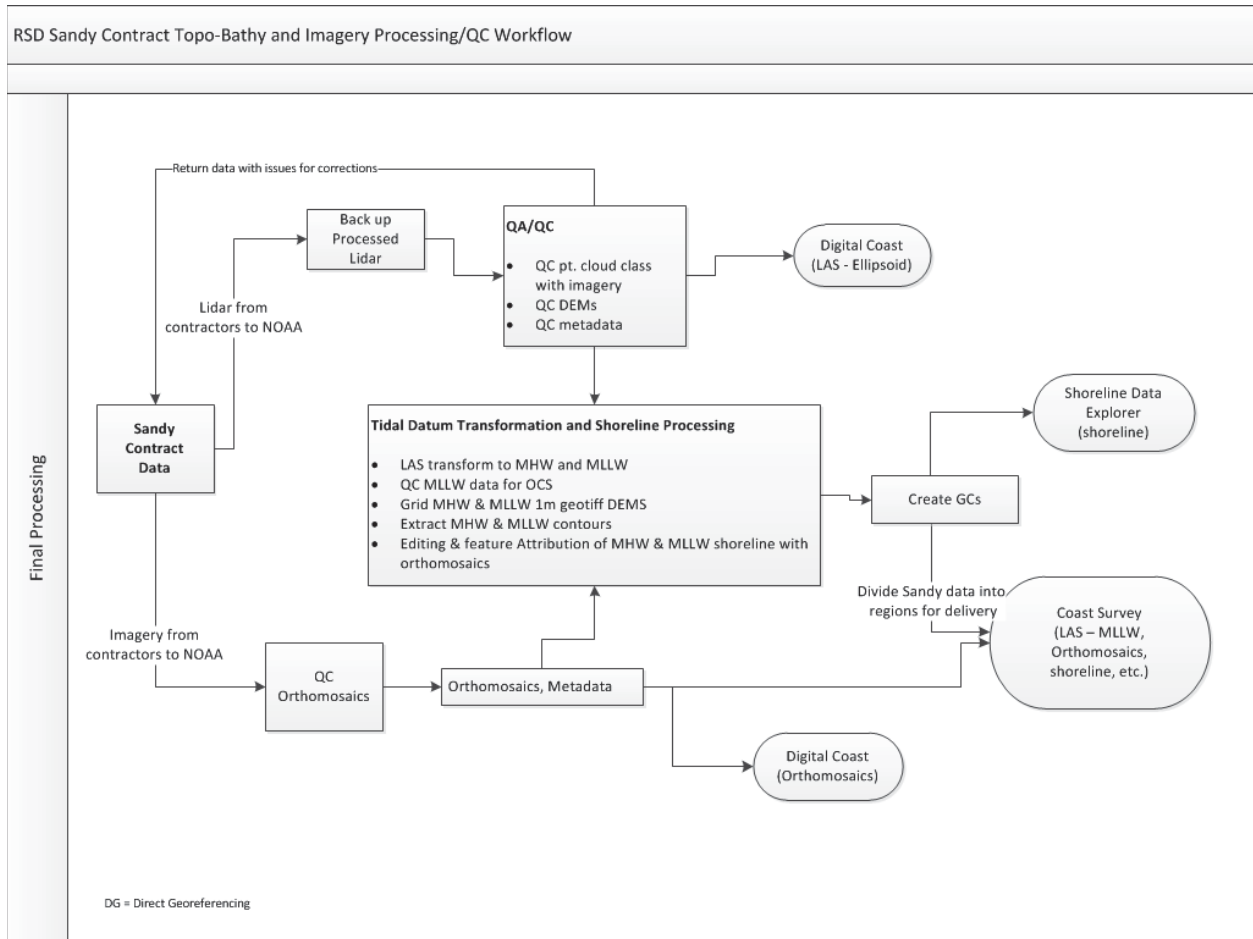 RSD Sandy Contract Topo-Bathy and Imagery Processing/QC Workflow
Final Processing
Return data with issues for corrections
Back up
Processed
Lidar
QA/QC
• QC pt. cloud class
with imagery
• QC DEMs
• QC metadata
Digital Coast
(LAS - Ellipsoid)
Lidar from
contractors to NOAA
Sandy
Contract
Data
Tidal Datum Transformation and Shoreline Processing
• LAS transform to MHW and MLLW
• QC MLLW data for OCS
• Grid MHW & MLLW 1m geotiff DEMS
• Extract MHW & MLLW contours
• Editing & feature Attribution of MHW & MLLW shoreline with
orthomosaics
Shoreline Data
Explorer
(shoreline)
Create GCs
Divide Sandy data into
regions for delivery
Coast Survey
(LAS – MLLW,
Orthomosaics,
shoreline, etc.)
Imagery from
contractors to NOAA
QC
Orthomosaics
Orthomosaics, Metadata
Digital Coast
(Orthomosaics)
DG = Direct Georeferencing